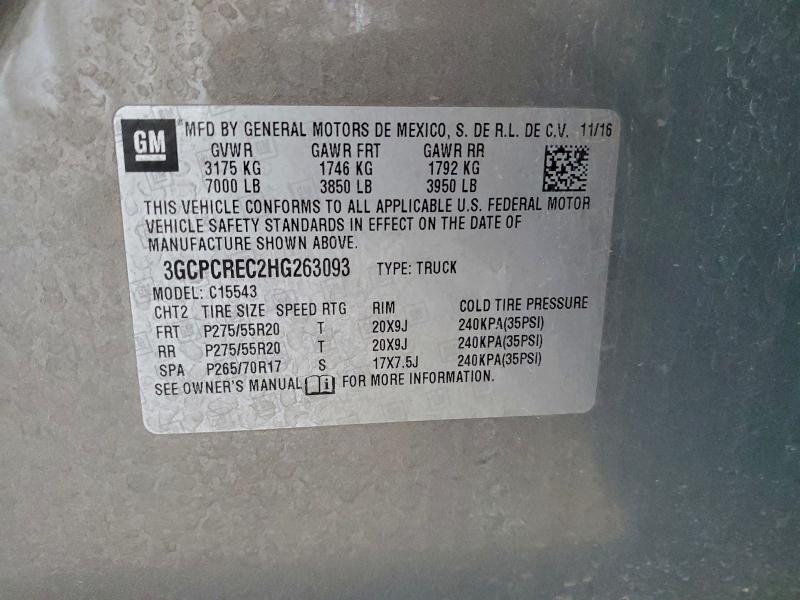 GM ® MFD BY GENERAL MOTORS DE MEXICO, S. DE R.L. DE C.V. 11/16
GVWR GAWR FRT GAWR RR
3175 KG 1746 KG 1792 KG
7000 LB 3850 LB 3950 LB
THIS VEHICLE CONFORMS TO ALL APPLICABLE U.S. FEDERAL MOTOR
VEHICLE SAFETY STANDARDS IN EFFECT ON THE DATE OF
MANUFACTURE SHOWN ABOVE.
3GCPCREC2HG263093 TYPE: TRUCK
MODEL: C15543
CHT2 TIRE SIZE SPEED RTG RIM COLD TIRE PRESSURE
FRT P275/55R20 T 20X9J 240KPA(35PSI)
RR P275/55R20 T 20X9J 240KPA(35PSI)
SPA P265/70R17 S 17X7.5J 240KPA(35PSI)
SEE OWNER'S MANUAL i FOR MORE INFORMATION.